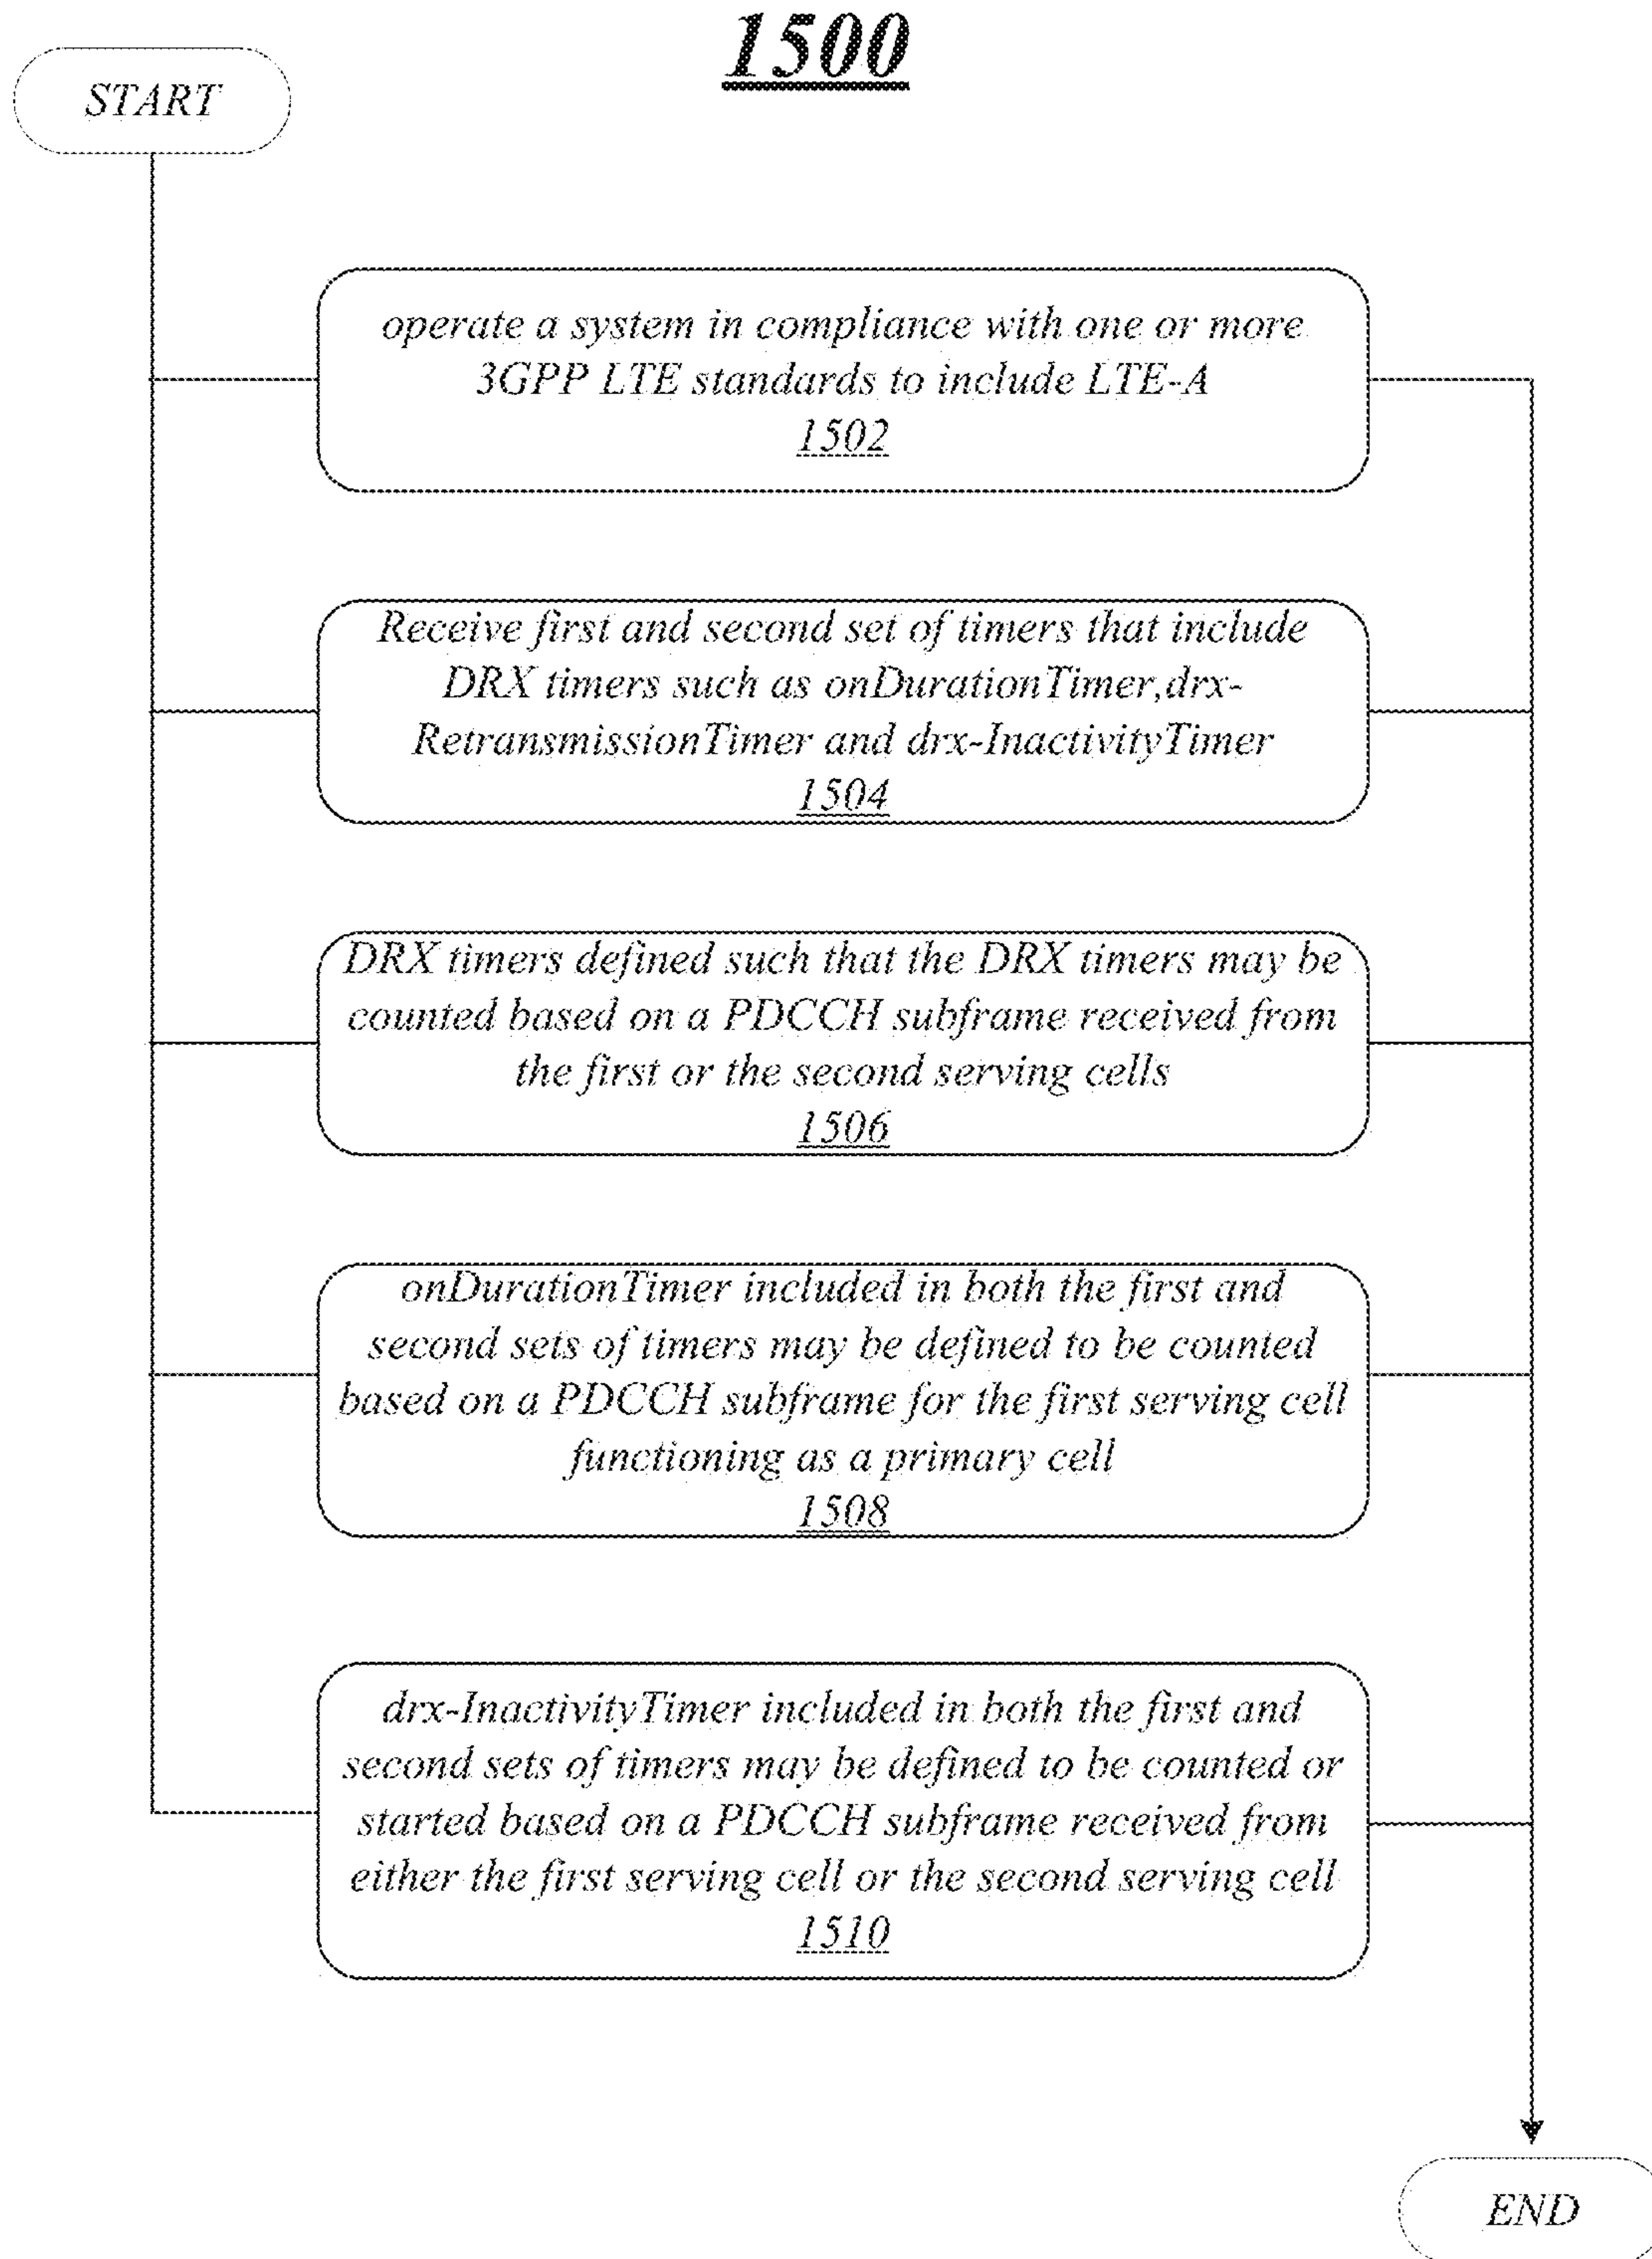 1500
START
operate a system in compliance with one or more
3GPP LTE standards to include LTE-A
1502
Receive first and second set of timers that include
DRX timers such as onDurationTimer,drx-
RetransmissionTimer and drx-InactivityTimer
1504
DRX timers defined such that the DRX timers may be
counted based on a PDCCH subframe received from
the first or the second serving cells
1506
onDurationTimer included in both the first and
second sets of timers may be defined to be counted
based on a PDCCH subframe for the first serving cell
functioning as a primary cell
1508
drx-InactivityTimer included in both the first and
second sets of timers may be defined to be counted or
started based on a PDCCH subframe received from
either the first serving cell or the second serving cell
1510
END